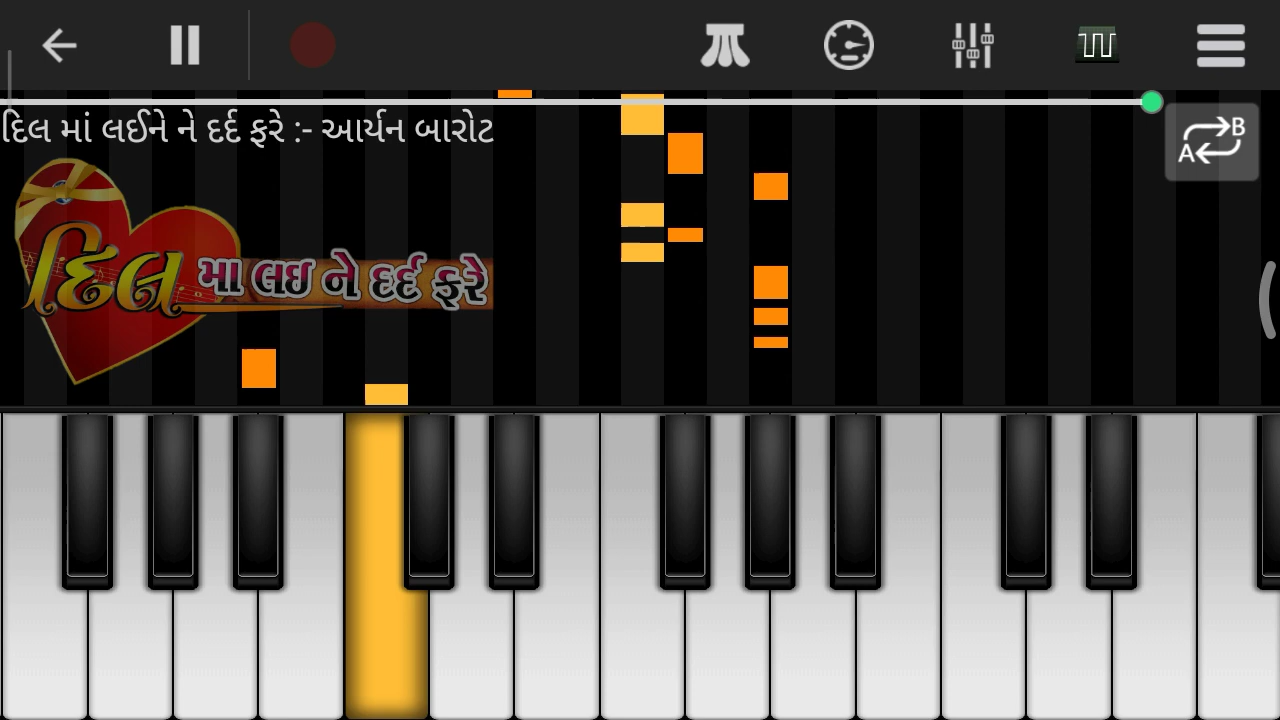 દિલ માં લઈને ને દર્દ ફરે :- આર્યન બારોટ
B
A
દિલ
મા લઇ ને દર્દ ફરે